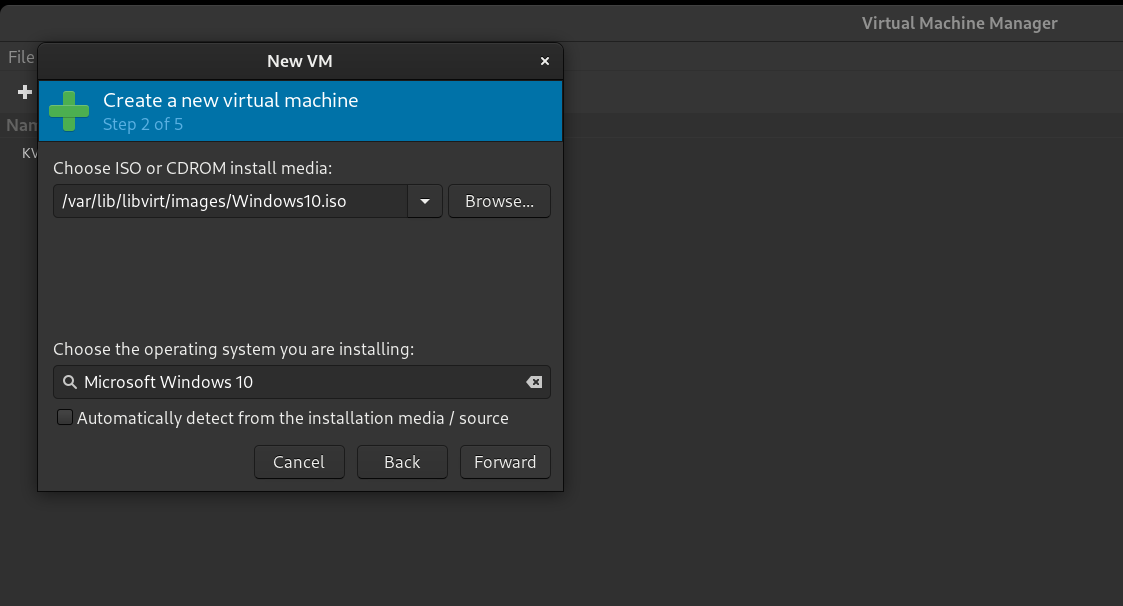 Virtual Machine Manager
File
New VM
Create a new virtual machine
Step 2 of 5
Choose ISO or CDROM install media:
/var/lib/libvirt/images/Windows10.iso
Browse...
Choose the operating system you are installing:
Microsoft Windows 10
Automatically detect from the installation media / source
Cancel Back Forward